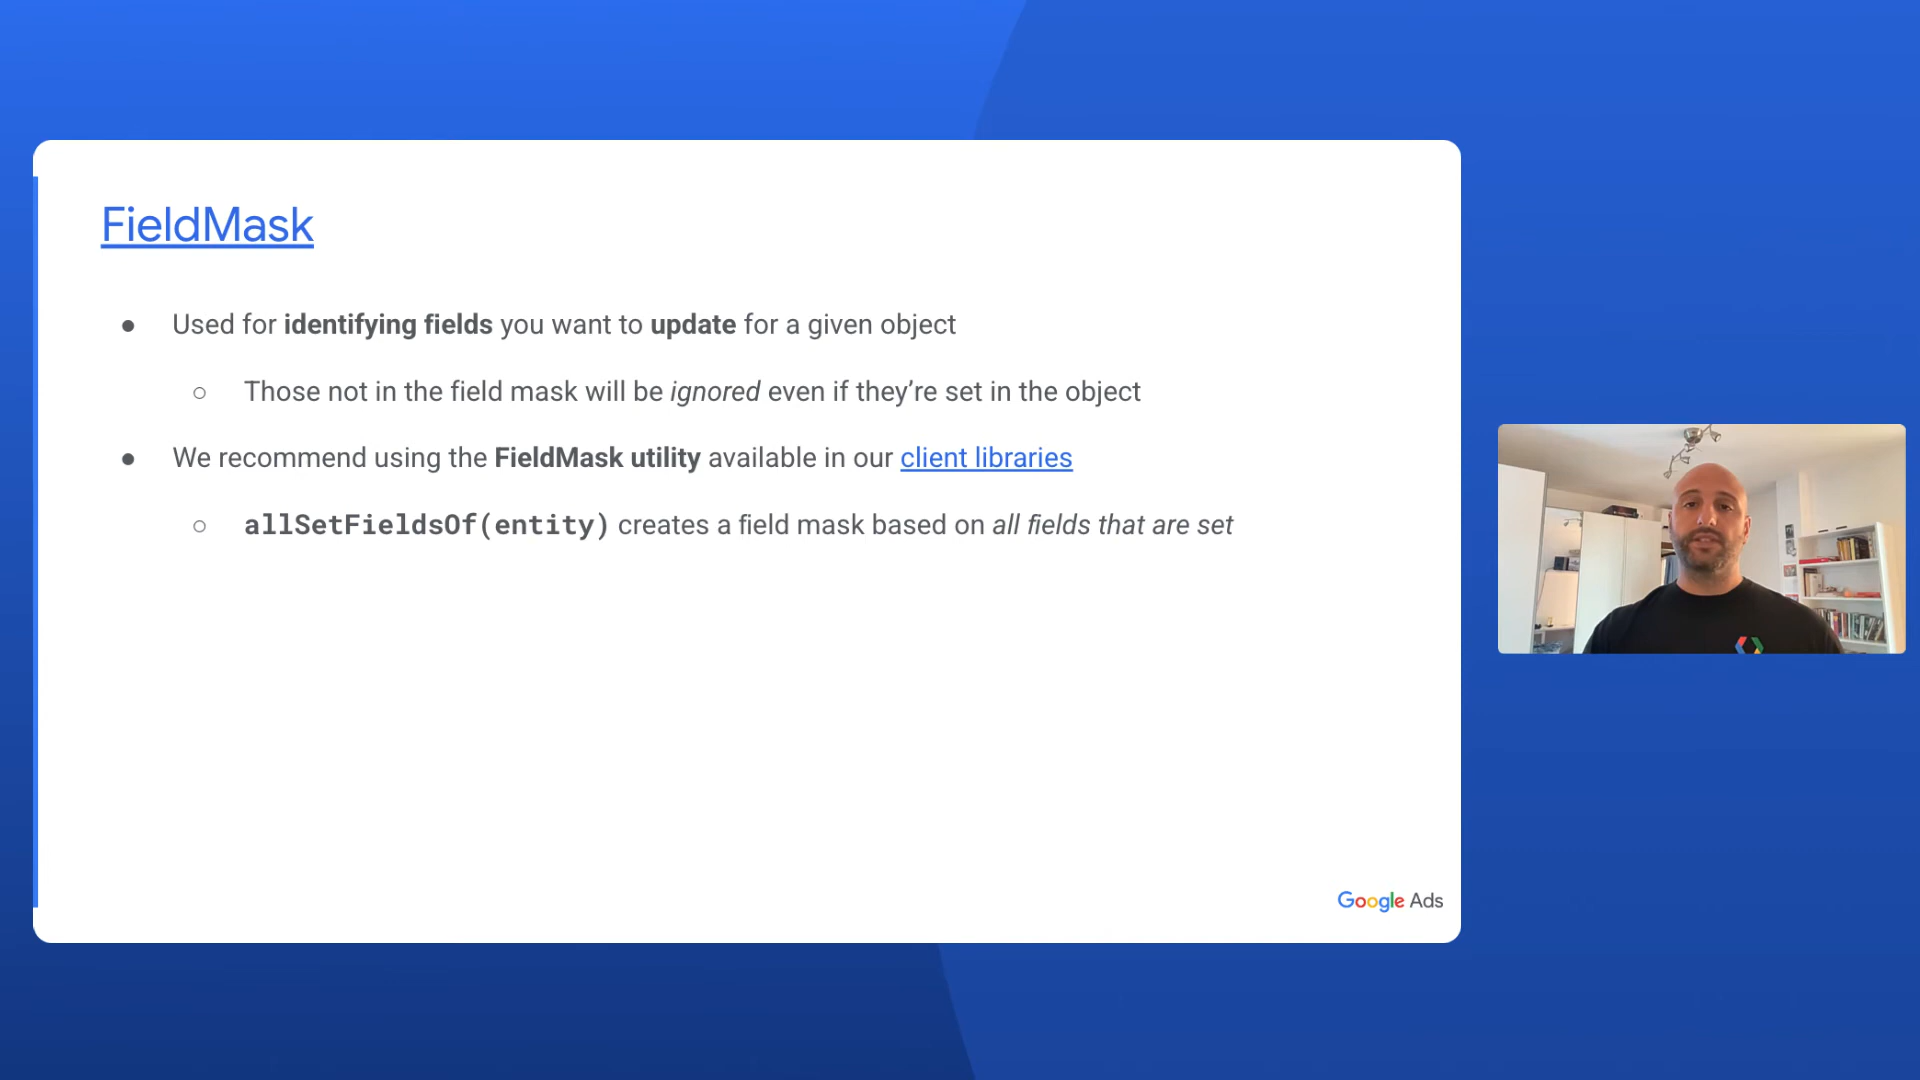 FieldMask
● Used for identifying fields you want to update for a given object
○ Those not in the field mask will be ignored even if they’re set in the object
● We recommend using the FieldMask utility available in our client libraries
○ allSetFieldsOf(entity) creates a field mask based on all fields that are set
Google Ads